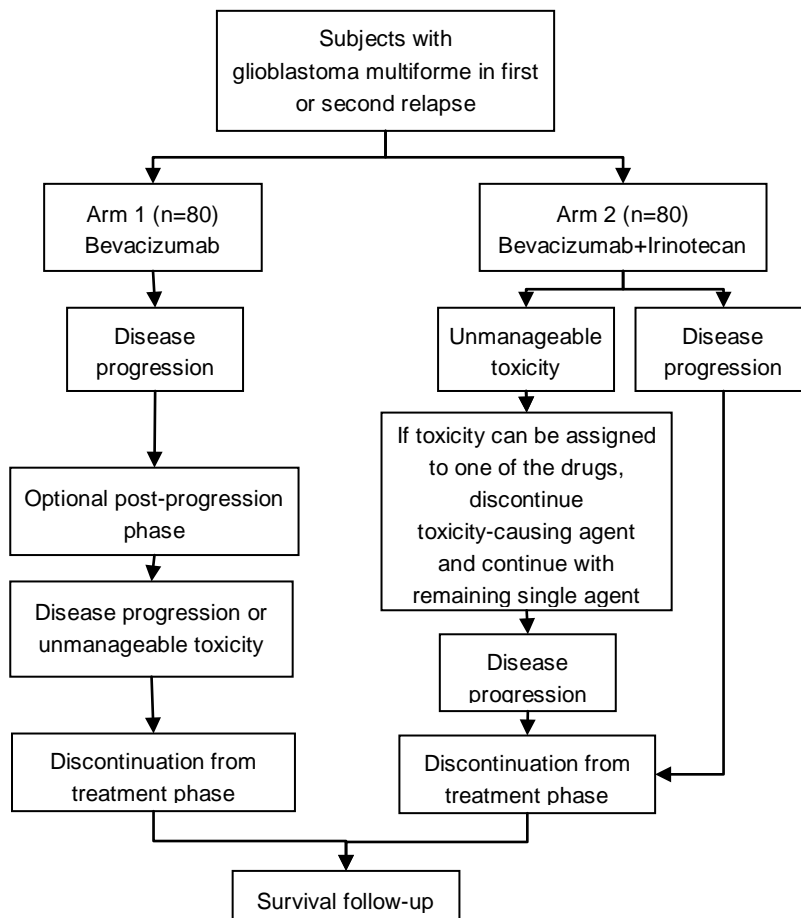 Subjects with
glioblastoma multiforme in first
or second relapse
Arm 1 (n=80)
Bevacizumab
Arm 2 (n=80)
Bevacizumab+Irinotecan
Disease
progression
Unmanageable
toxicity
Disease
progression
If toxicity can be assigned
to one of the drugs,
discontinue
toxicity-causing agent
and continue with
remaining single agent
Optional post-progression
phase
Disease progression or
unmanageable toxicity
Disease
progression
Discontinuation from
treatment phase
Discontinuation from
treatment phase
Survival follow-up